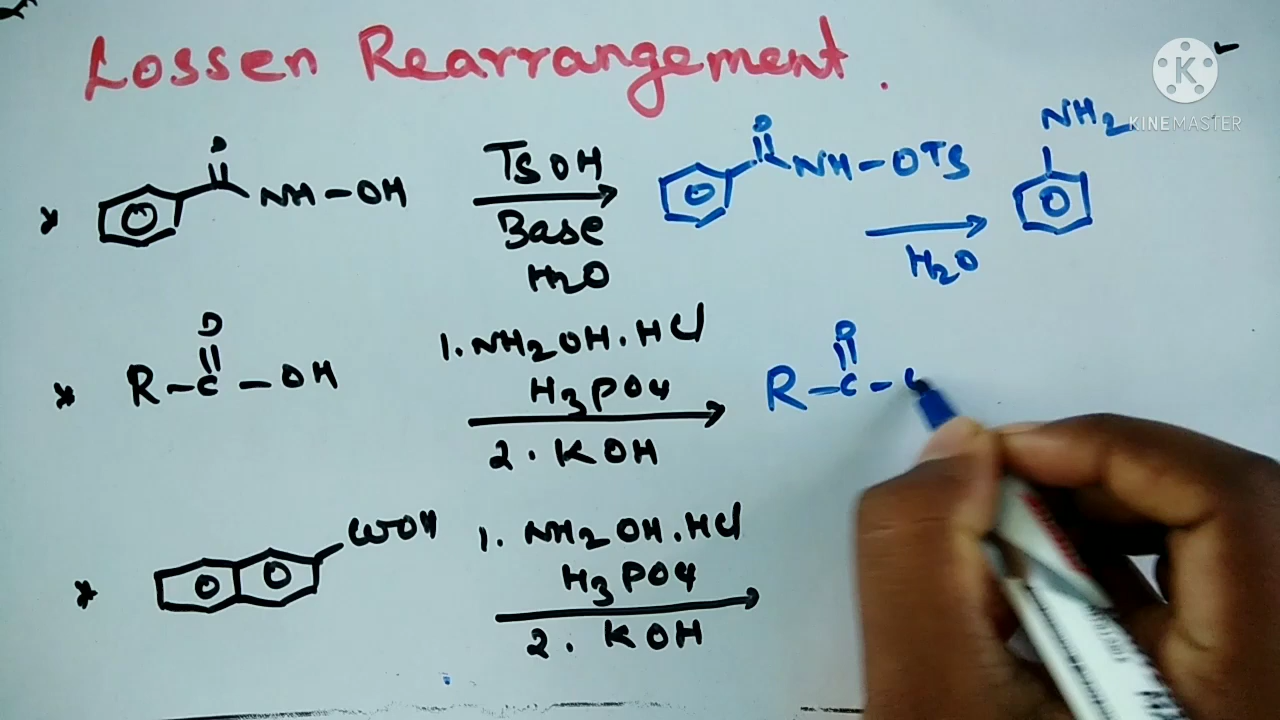 Lossen Rearrangement.
K
KINEMASTER
* O NH-OH TSOH O NH-OTS NH2
Base
H2O H2O
* R-C-OH O 1. NH2OH.HCl R-C- O
H3PO4
2. KOH
* COOH 1. NH2OH.HCl
H3PO4
2. KOH